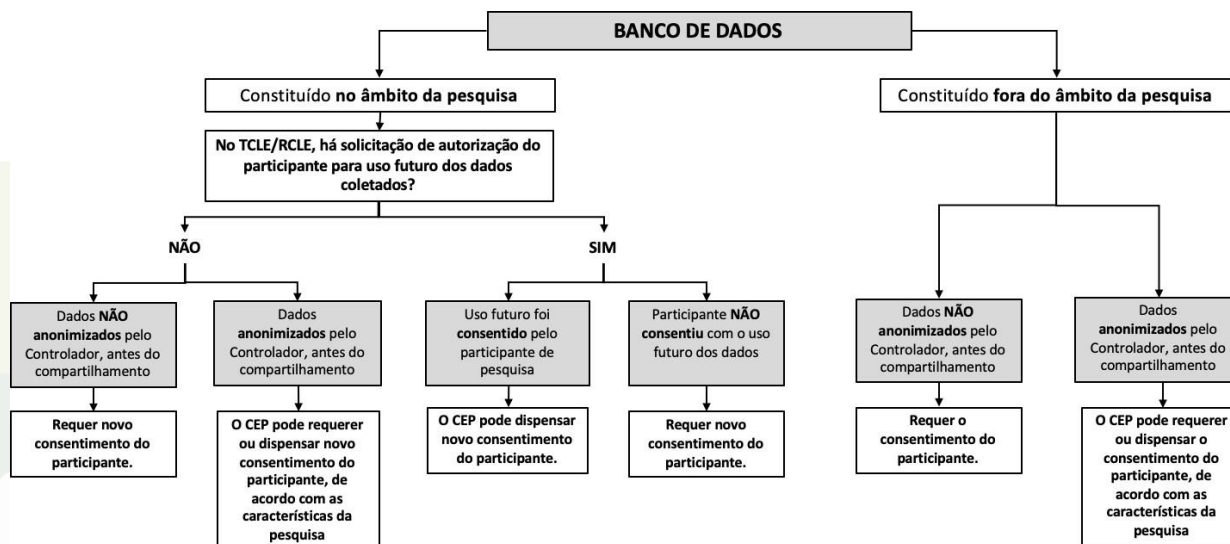 BANCO DE DADOS
Constituído no âmbito da pesquisa
Constituído fora do âmbito da pesquisa
No TCLE/RCLE, há solicitação de autorização do
participante para uso futuro dos dados
coletados?
NÃO
SIM
Dados NÃO
anonimizados pelo
Controlador, antes do
compartilhamento
Dados
anonimizados pelo
Controlador, antes do
compartilhamento
Uso futuro foi
consentido pelo
participante de
pesquisa
Participante NÃO
consentiu com o uso
futuro dos dados
Dados NÃO
anonimizados pelo
Controlador, antes do
compartilhamento
Dados
anonimizados pelo
Controlador, antes do
compartilhamento
Requer novo
consentimento do
participante.
O CEP pode requerer
ou dispensar novo
consentimento do
participante, de
acordo com as
características da
pesquisa
O CEP pode dispensar
novo consentimento
do participante.
Requer novo
consentimento do
participante.
Requer o
consentimento do
participante.
O CEP pode requerer
ou dispensar o
consentimento do
participante, de
acordo com as
características da
pesquisa